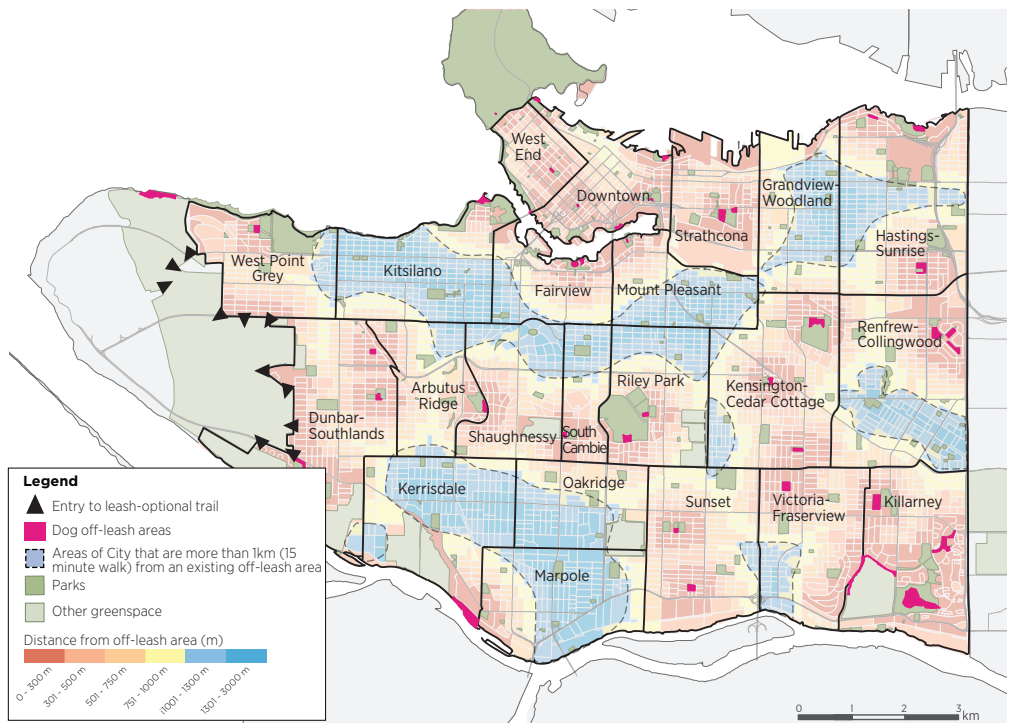 West
End
Downtown
Grandview-
Woodland
Strathcona
Hastings-
Sunrise
West Point
Grey
Kitsilano
Fairview
Mount Pleasant
Renfrew-
Collingwood
Arbutus
Ridge
Riley Park
Kensington-
Cedar Cottage
Dunbar-
Southlands
Shaughnessy
South
Cambie
Kerrisdale
Oakridge
Sunset
Victoria-
Fraserview
Killarney
Marpole
Legend
Entry to leash-optional trail
Dog off-leash areas
Areas of City that are more than 1km (15
minute walk) from an existing off-leash area
Parks
Other greenspace
Distance from off-leash area (m)
0 - 300 m
301 - 500 m
501 - 750 m
751 - 1000 m
(1001 - 1300 m
1301 - 3000 m
0 1 2 3 km